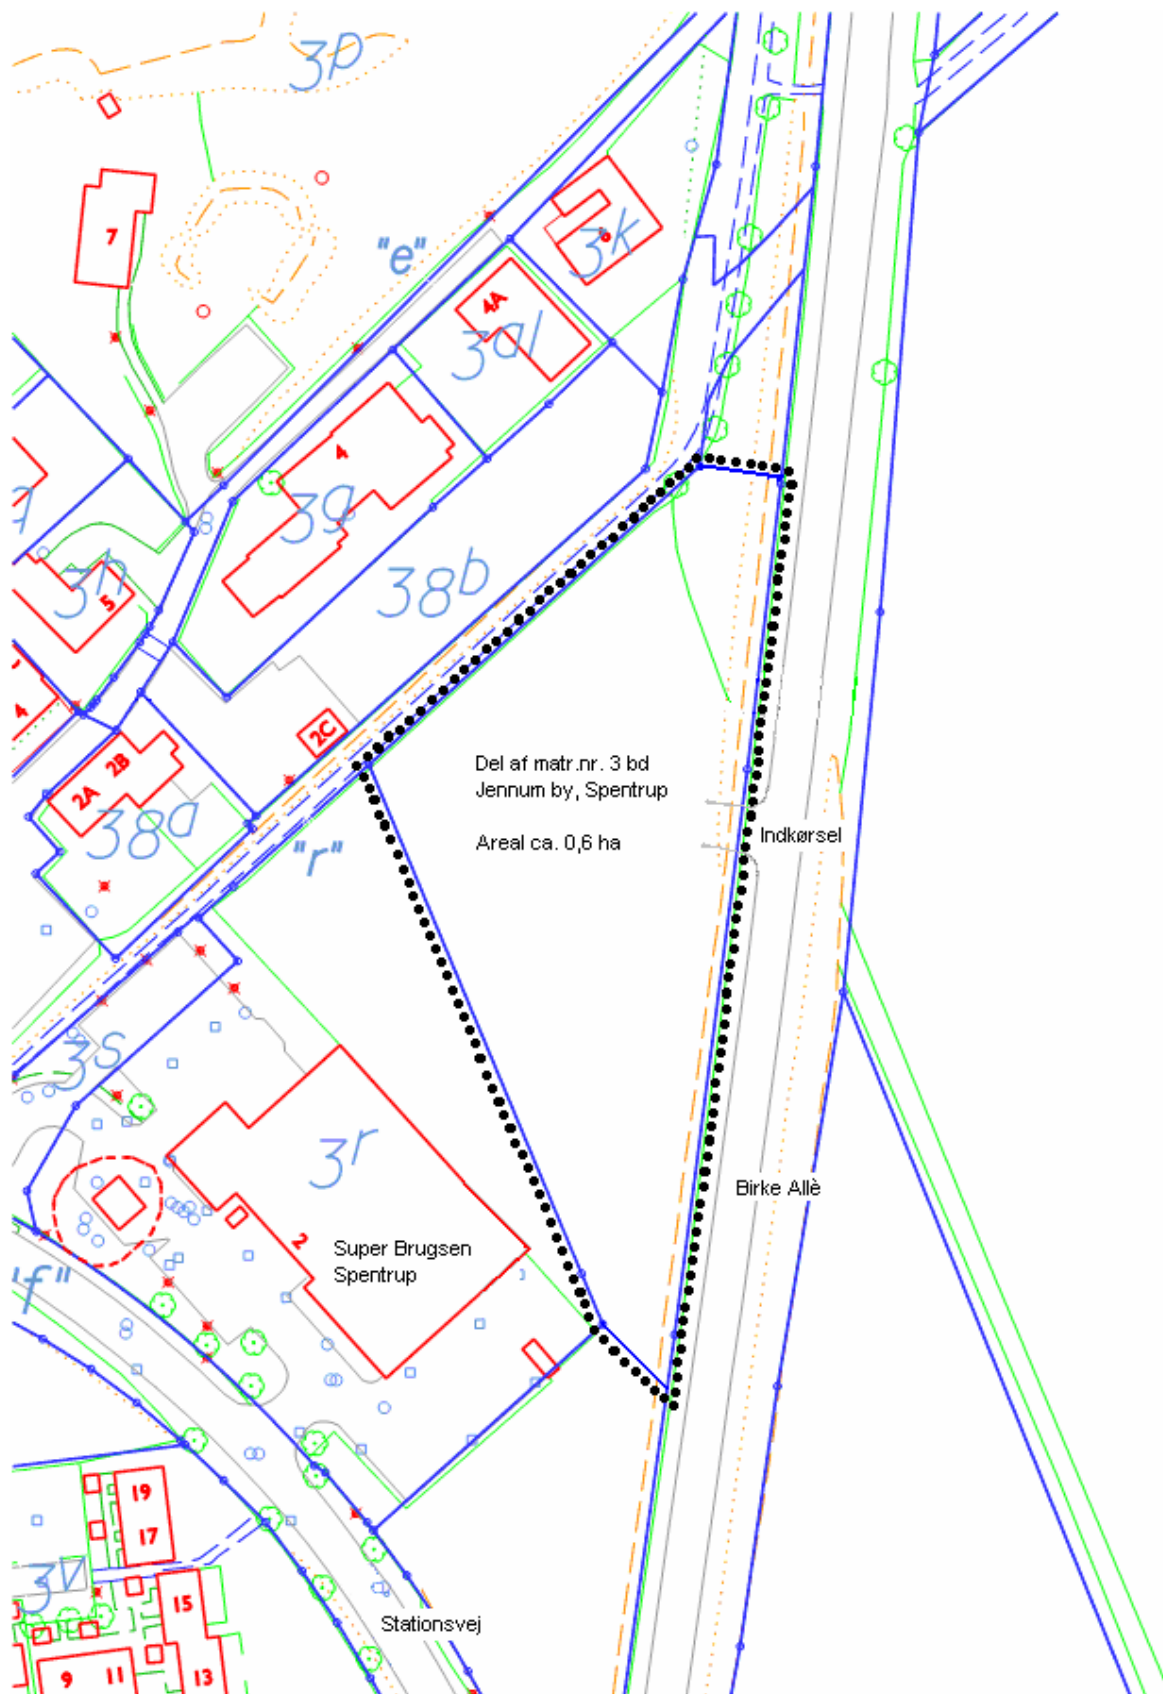 3p
7
"e"
6
3k
4A
3al
4
3g
38b
3h
5
4
2C
2B
2A
38a
"r"
Del af matr.nr. 3 bd
Jennum by, Spentrup
Areal ca. 0,6 ha
Indkørsel
3s
3r
Birke Allè
2
Super Brugsen
Spentrup
"f"
19
17
3v
15
Stationsvej
9
11
13